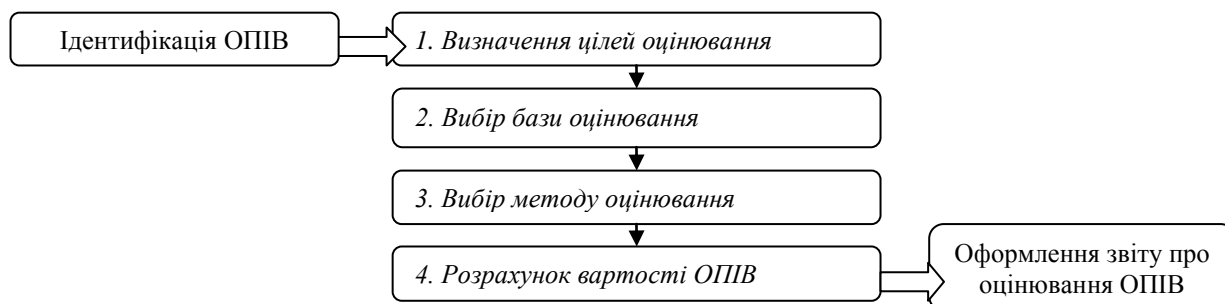 Ідентифікація ОПІВ
1. Визначення цілей оцінювання
2. Вибір бази оцінювання
3. Вибір методу оцінювання
4. Розрахунок вартості ОПІВ
Оформлення звіту про
оцінювання ОПІВ